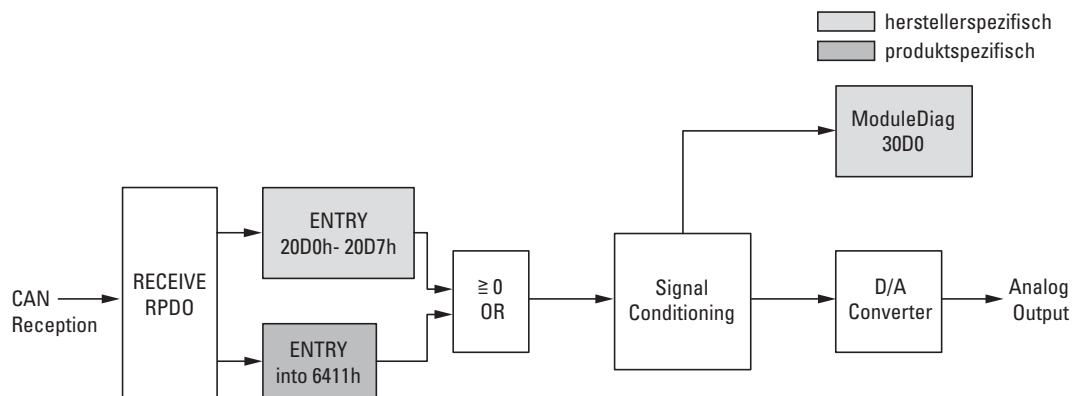 herstellerspezifisch
produktspezifisch
ModuleDiag
30D0
ENTRY
20D0h- 20D7h
CAN
Reception
RECEIVE
RPDO
≧ 0
OR
Signal
Conditioning
D/A
Converter
Analog
Output
ENTRY
into 6411h